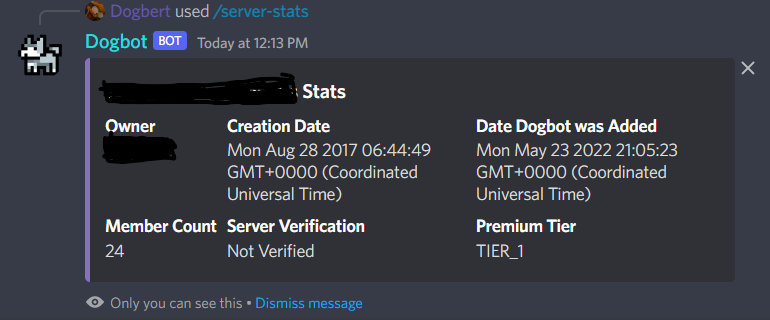 Dogbert used /server-stats
Dogbot BOT Today at 12:13 PM
Stats
Owner Creation Date Date Dogbot was Added
Mon Aug 28 2017 06:44:49 Mon May 23 2022 21:05:23
GMT+0000 (Coordinated GMT+0000 (Coordinated
Universal Time) Universal Time)
Member Count Server Verification Premium Tier
24 Not Verified TIER_1
Only you can see this • Dismiss message